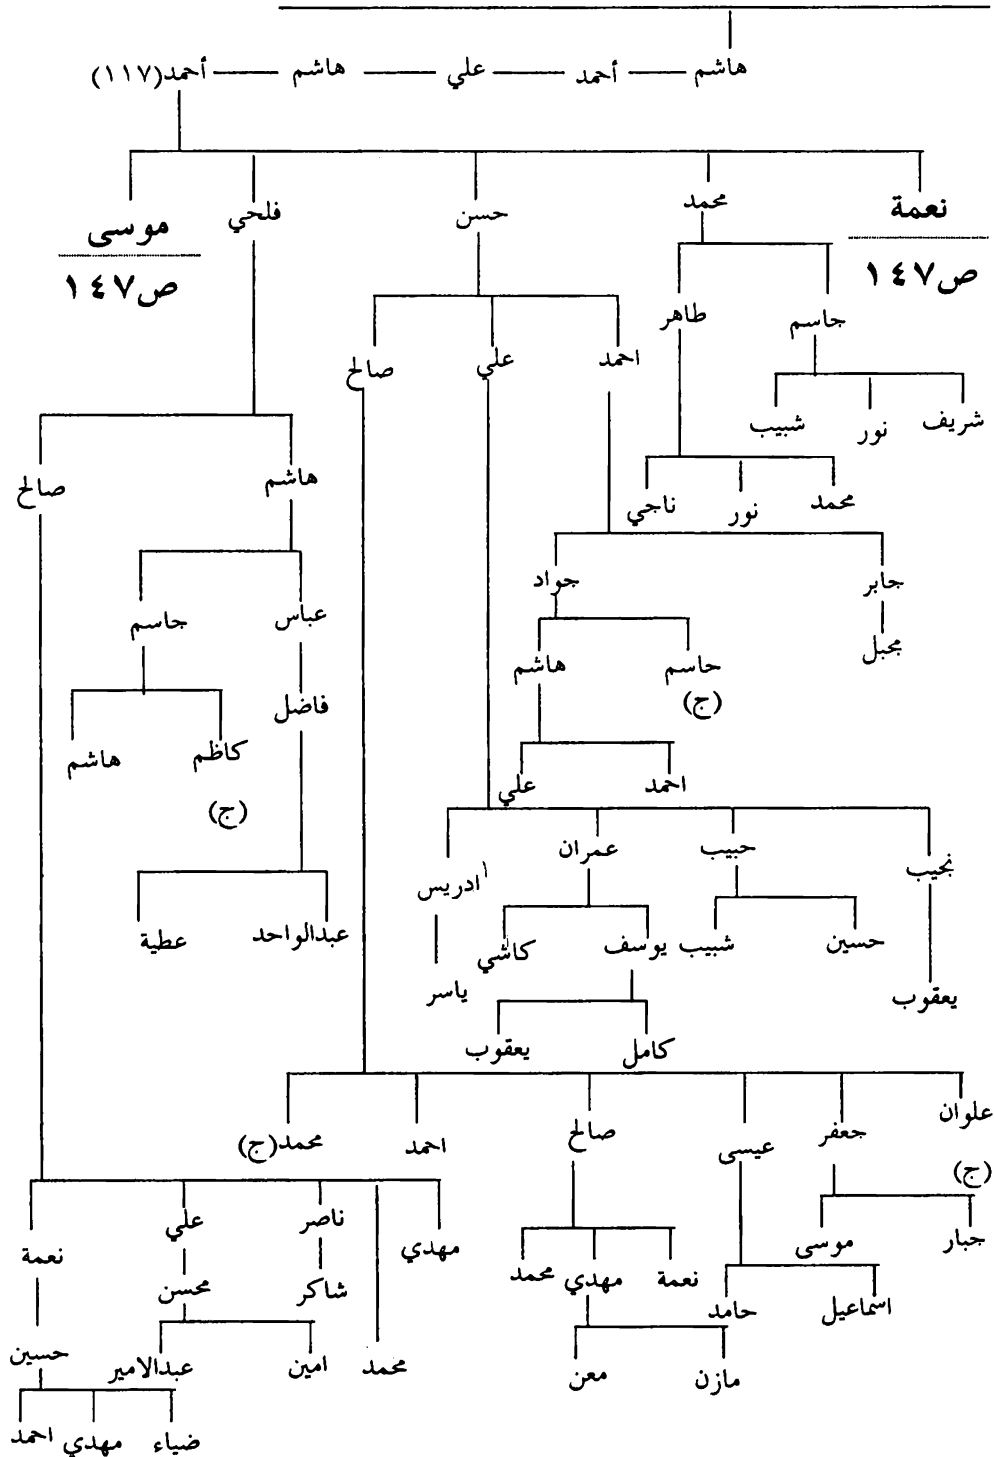 هاشم أحمد علي هاشم أحمد(١١٧)
نعمة محمد حسن فلحي موسى
ص١٤٧ ص١٤٧
جاسم طاهر
احمد علي صالح
شريف نور شبيب
هاشم صالح
محمد نور ناجي
جابر جواد
عباس جاسم
مجبل
حاسم هاشم
(ج)
فاضل
كاظم هاشم
(ج)
احمد علي
نجيب حبيب عمران ادريس
عبدالواحد عطية
حسين شبيب يوسف كاشي
يعقوب ياسر
كامل يعقوب
علوان جعفر عيسى صالح احمد محمد(ج)
(ج)
جبار موسى
مهدي ناصر علي نعمة
نعمة مهدي محمد
شاكر محسن
اسماعيل حامد
محمد
مازن معن
امين عبدالامير حسين
ضياء مهدي احمد